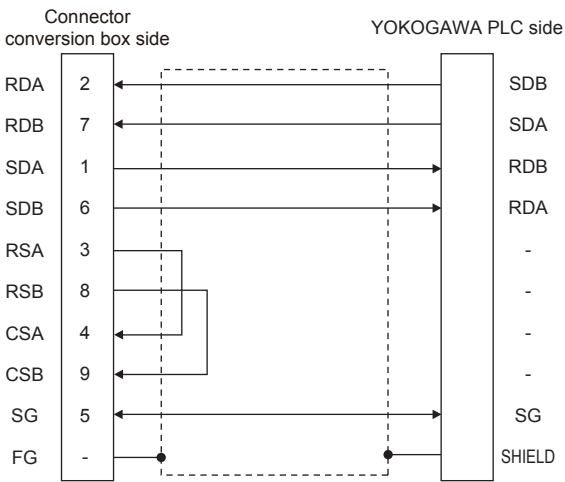 Connector
conversion box side
YOKOGAWA PLC side
RDA 2 SDB
RDB 7 SDA
SDA 1 RDB
SDB 6 RDA
RSA 3 -
RSB 8 -
CSA 4 -
CSB 9 -
SG 5 SG
FG - SHIELD